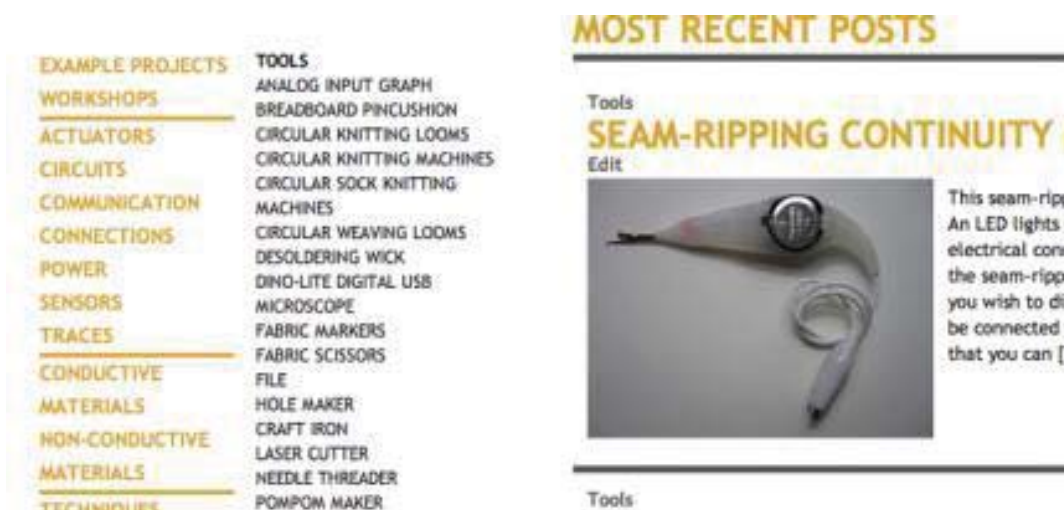 EXAMPLE PROJECTS
WORKSHOPS
ACTUATORS
CIRCUITS
COMMUNICATION
CONNECTIONS
POWER
SENSORS
TRACES
CONDUCTIVE
MATERIALS
NON-CONDUCTIVE
MATERIALS
TECHNIQUES
TOOLS
ANALOG INPUT GRAPH
BREADBOARD PINCUSHION
CIRCULAR KNITTING LOOMS
CIRCULAR KNITTING MACHINES
CIRCULAR SOCK KNITTING
MACHINES
CIRCULAR WEAVING LOOMS
DESOLDERING WICK
DINO-LITE DIGITAL USB
MICROSCOPE
FABRIC MARKERS
FABRIC SCISSORS
FILE
HOLE MAKER
CRAFT IRON
LASER CUTTER
NEEDLE THREADER
POMPOM MAKER
MOST RECENT POSTS
Tools
SEAM-RIPPING CONTINUITY
Edit
This seam-ripp
An LED lights
electrical con
the seam-ripp
you wish to di
be connected
that you can [
Tools